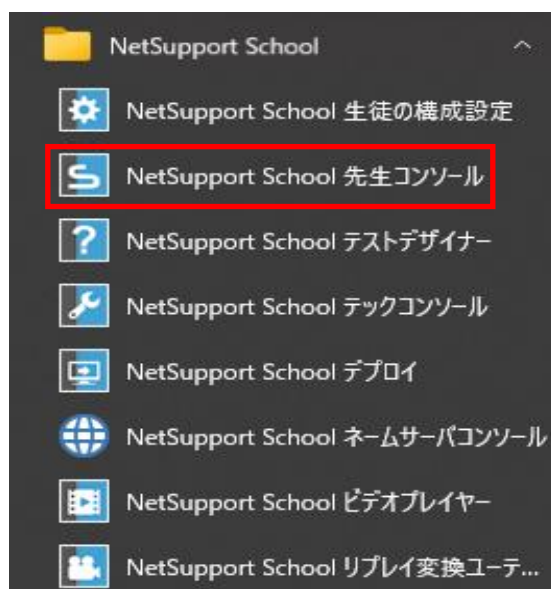 NetSupport School
NetSupport School 生徒の構成設定
NetSupport School 先生コンソール
NetSupport School テストデザイナー
NetSupport School テックコンソール
NetSupport School デプロイ
NetSupport School ネームサーバコンソール
NetSupport School ビデオプレイヤー
NetSupport School リプレイ変換ユーテ...